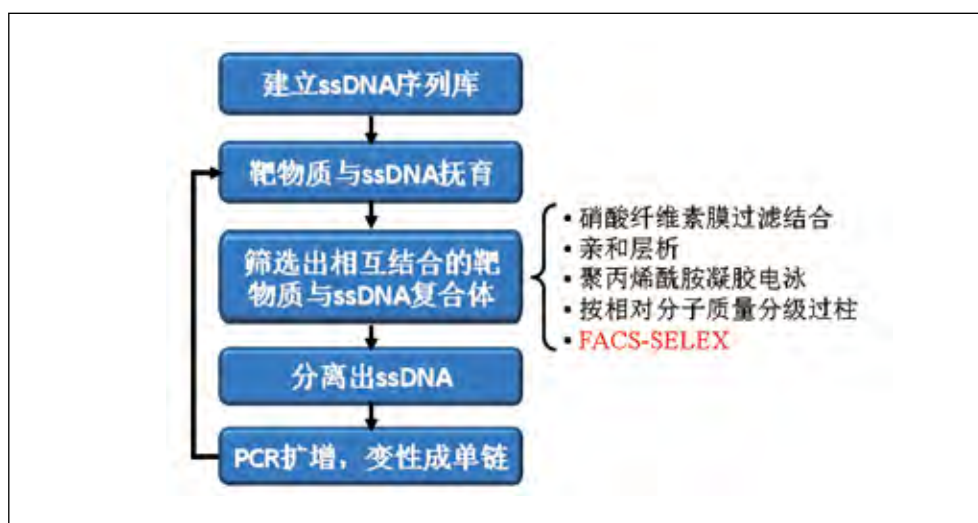 建立ssDNA序列库
靶物质与ssDNA抚育
筛选出相互结合的靶
物质与ssDNA复合体
• 硝酸纤维素膜过滤结合
• 亲和层析
• 聚丙烯酰胺凝胶电泳
• 按相对分子质量分级过柱
• FACS-SELEX
分离出ssDNA
PCR扩增，变性成单链